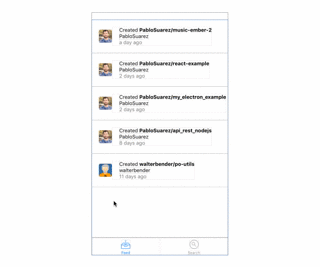 Created PabloSuarez/music-ember-2
PabloSuarez
a day ago
Created PabloSuarez/react-example
PabloSuarez
2 days ago
Created PabloSuarez/my_electron_example
PabloSuarez
2 days ago
Created PabloSuarez/api_rest_nodejs
PabloSuarez
8 days ago
Created walterbender/po-utils
walterbender
11 days ago
Feed
Search